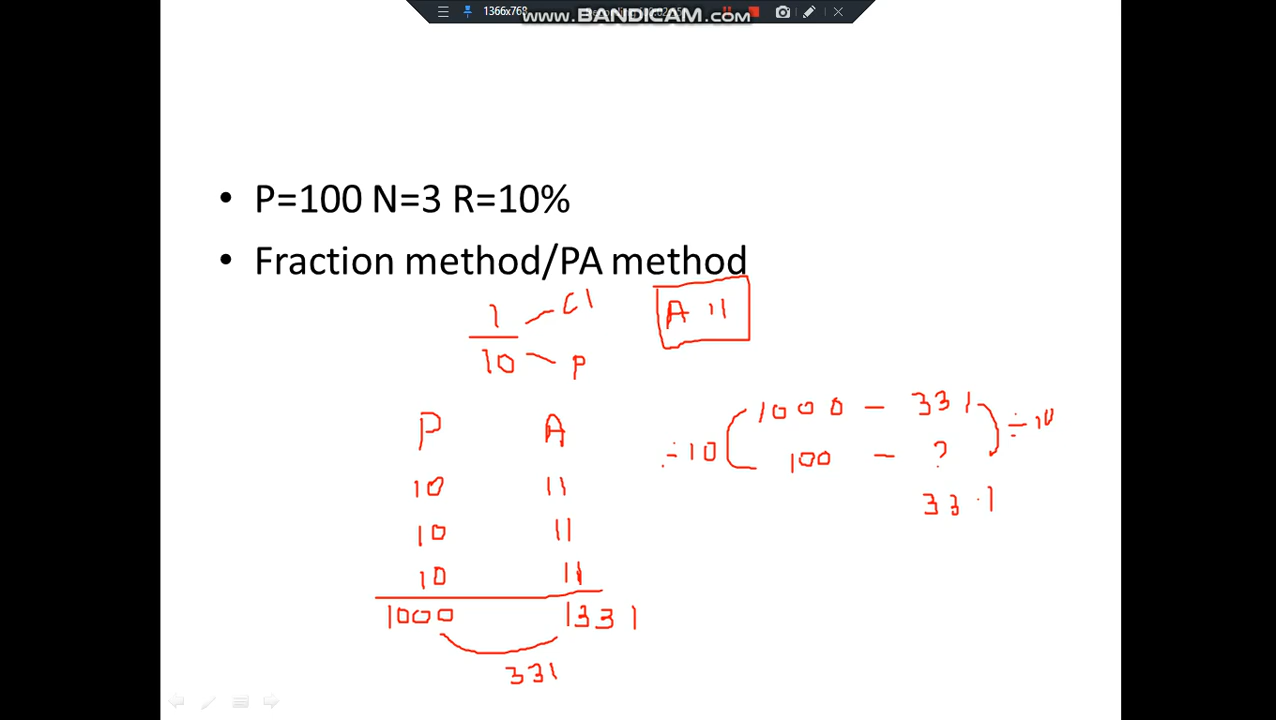 1366x768
www.BANDICAM.com
• P=100 N=3 R=10%
• Fraction method/PA method
1 CI
10 P
A 11
P A
10 11
10 11
10 11
1000 1331
331
1000 – 331
÷10 100 – ? ÷10
33.1